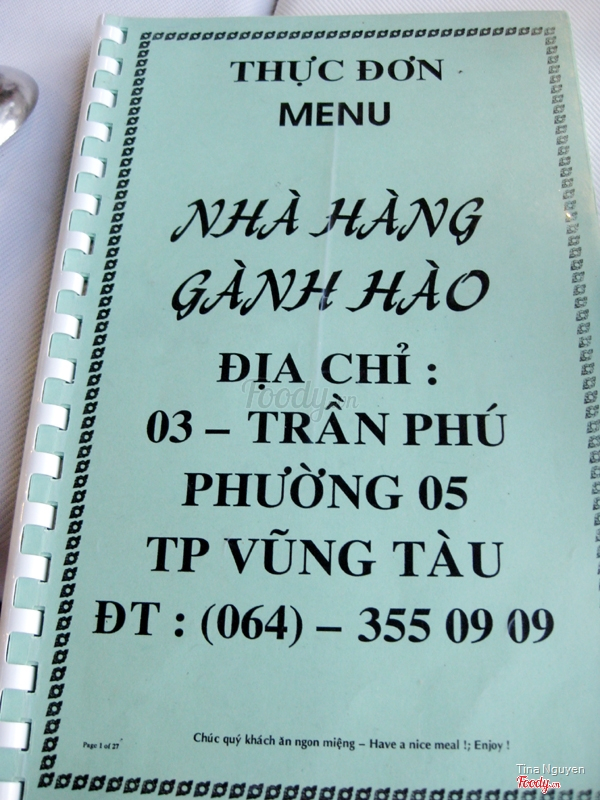 THỰC ĐƠN
MENU
NHÀ HÀNG
GÀNH HÀO
ĐỊA CHỈ :
Foody.vn
03 – TRẦN PHÚ
PHƯỜNG 05
TP VŨNG TÀU
ĐT : (064) – 355 09 09
Page 1 of 27
Chúc quý khách ăn ngon miệng – Have a nice meal !; Enjoy !
Tina Nguyen
Foody.vn